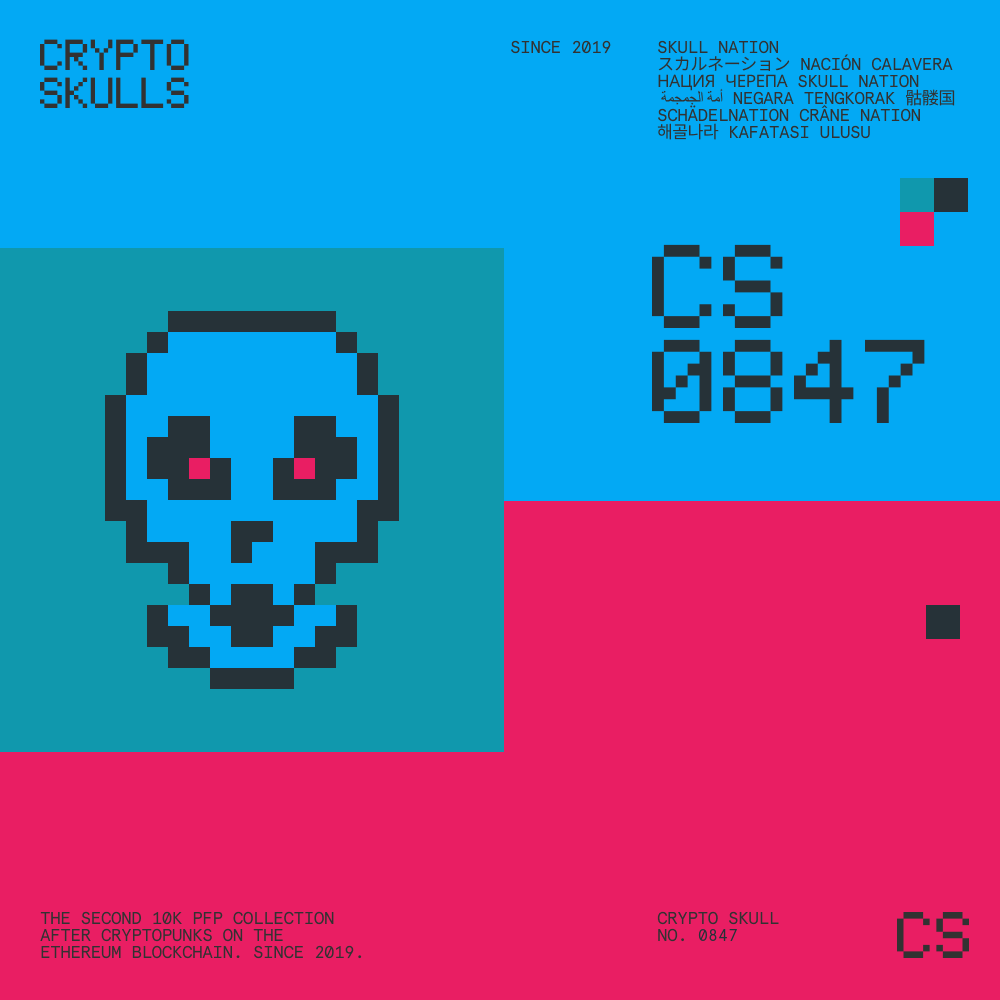 CRYPTO
SKULLS
SINCE 2019
SKULL NATION
スカルネーション NACIÓN CALAVERA
НАЦИЯ ЧЕРЕПА SKULL NATION
أمة الجمجمة NEGARA TENGKORAK 骷髅国
SCHÄDELNATION CRÂNE NATION
해골나라 KAFATASI ULUSU
CS
0847
THE SECOND 10K PFP COLLECTION
AFTER CRYPTOPUNKS ON THE
ETHEREUM BLOCKCHAIN. SINCE 2019.
CRYPTO SKULL
NO. 0847
CS